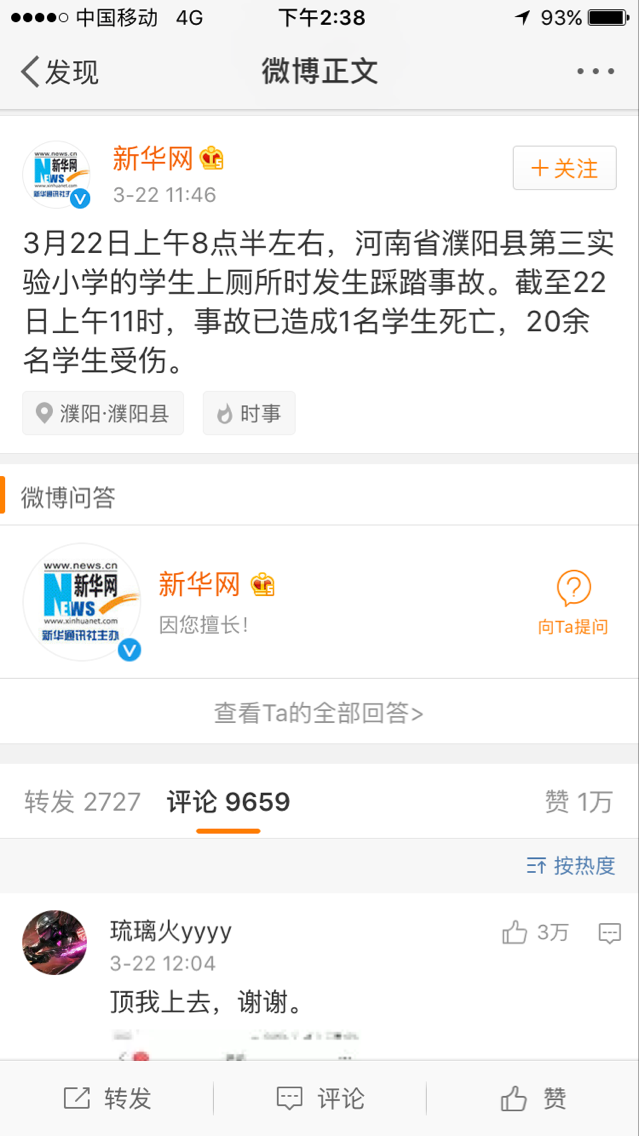 中国移动 4G 下午2:38 93%
发现 微博正文
www.news.cn
新华网
NEWS
www.xinhuanet.com
新华通讯社主办
新华网
3-22 11:46
+关注
3月22日上午8点半左右，河南省濮阳县第三实
验小学的学生上厕所时发生踩踏事故。截至22
日上午11时，事故已造成1名学生死亡，20余
名学生受伤。
濮阳·濮阳县 时事
微博问答
www.news.cn
新华网
NEWS
www.xinhuanet.com
新华通讯社主办
新华网
因您擅长！
向Ta提问
查看Ta的全部回答>
转发 2727 评论 9659 赞 1万
按热度
琉璃火yyyy 3万
3-22 12:04
顶我上去，谢谢。
转发 评论 赞